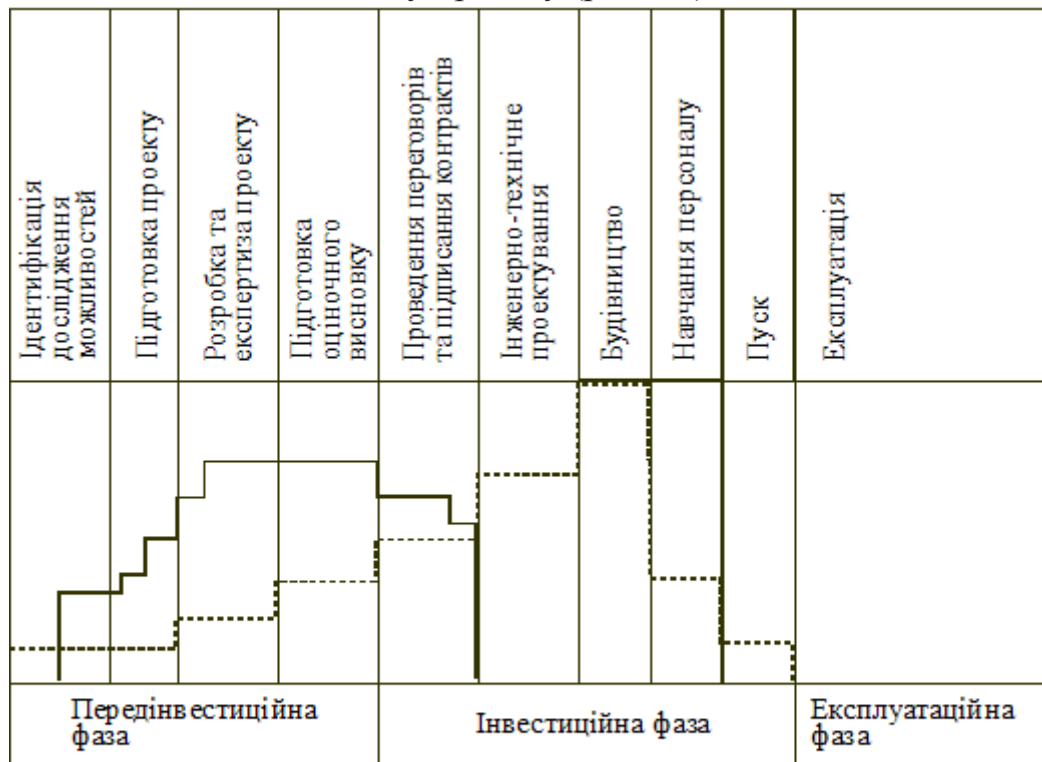 Ідентифікація
дослідження
можливостей
Підготовка проекту
Розробка та
експертиза проекту
Підготовка
оціночного
висновку
Проведення переговорів
та підписання контрактів
Інженерно-технічне
проектування
Будівництво
Навчання персоналу
Пуск
Експлуатація
Передінвестиційна
фаза
Інвестиційна фаза
Експлуатаційна
фаза